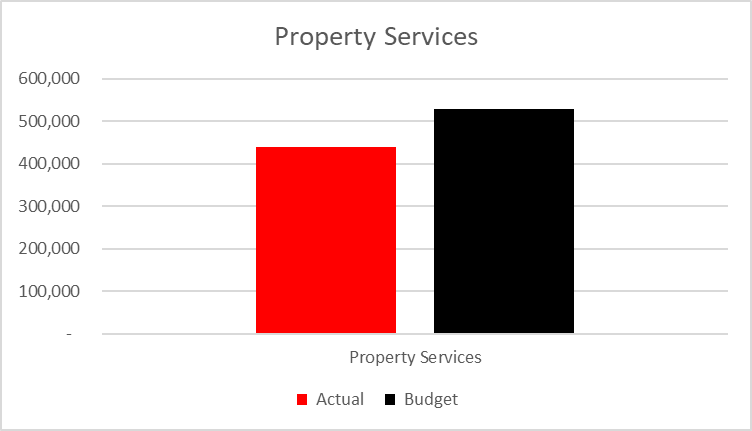 Property Services
600,000
500,000
400,000
300,000
200,000
100,000
-
Property Services
Actual Budget